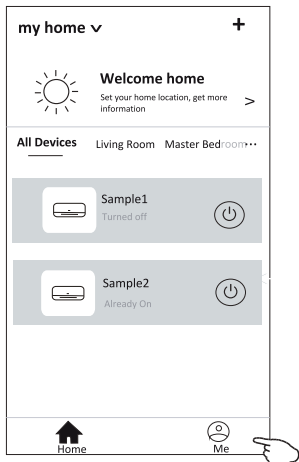 my home
Welcome home
Set your home location, get more
information
All Devices Living Room Master Bedroom
Sample1
Turned off
Sample2
Already On
Home Me